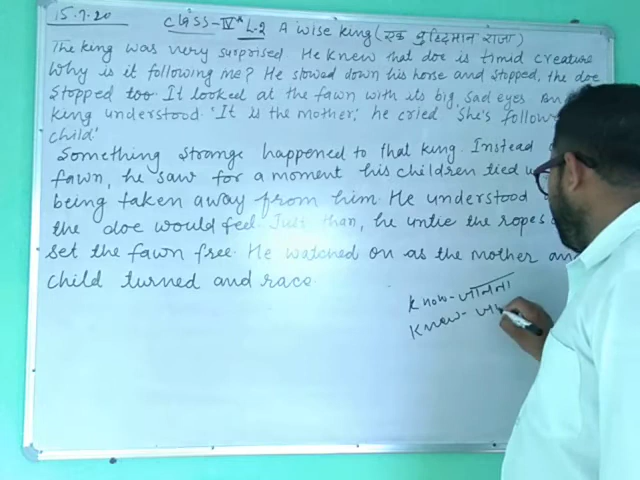 15.7.20 Class-IV L.2 A wise king (एक बुद्धिमान राजा)
The king was very surprised He knew that doe is timid creature
Why is it following me? He slowed down his horse and stopped, the doe
stopped too. It looked at the fawn with its big, sad eyes
king understood. 'It is the mother,' he cried 'She's follow
child'
Something strange happened to that king. Instead
fawn, he saw for a moment his children tied
being taken away from him. He understood
the doe would feel. Just than, he untie the ropes
set the fawn free. He watched on as the mother an
child turned and race.
know - जानना
knew -